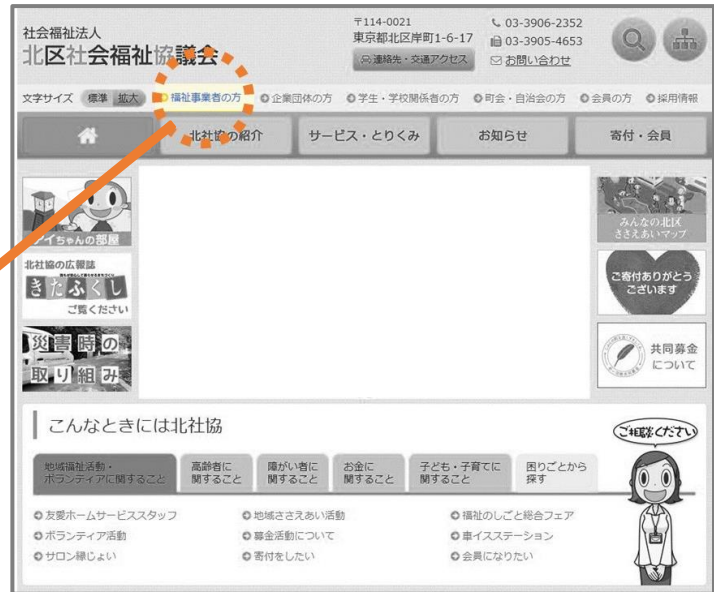 社会福祉法人
北区社会福祉協議会
〒114-0021
東京都北区岸町1-6-17
連絡先・交通アクセス
03-3906-2352
03-3905-4653
お問い合わせ
文字サイズ 標準 拡大 福祉事業者の方 企業団体の方 学生・学校関係者の方 町会・自治会の方 会員の方 採用情報
北社協の紹介 サービス・とりくみ お知らせ 寄付・会員
アイちゃんの部屋
北社協の広報誌
きたふくし
ご覧ください
災害時の
取り組み
みんなの北区
ささえあいマップ
ご寄付ありがとう
ございます
共同募金
について
こんなときには北社協
ご相談ください
地域福祉活動・
ボランティアに関すること
高齢者に
関すること
障がい者に
関すること
お金に
関すること
子ども・子育てに
関すること
困りごとから
探す
友愛ホームサービススタッフ 地域ささえあい活動 福祉のしごと総合フェア
ボランティア活動 募金活動について 車イスステーション
サロン縁じょい 寄付をしたい 会員になりたい